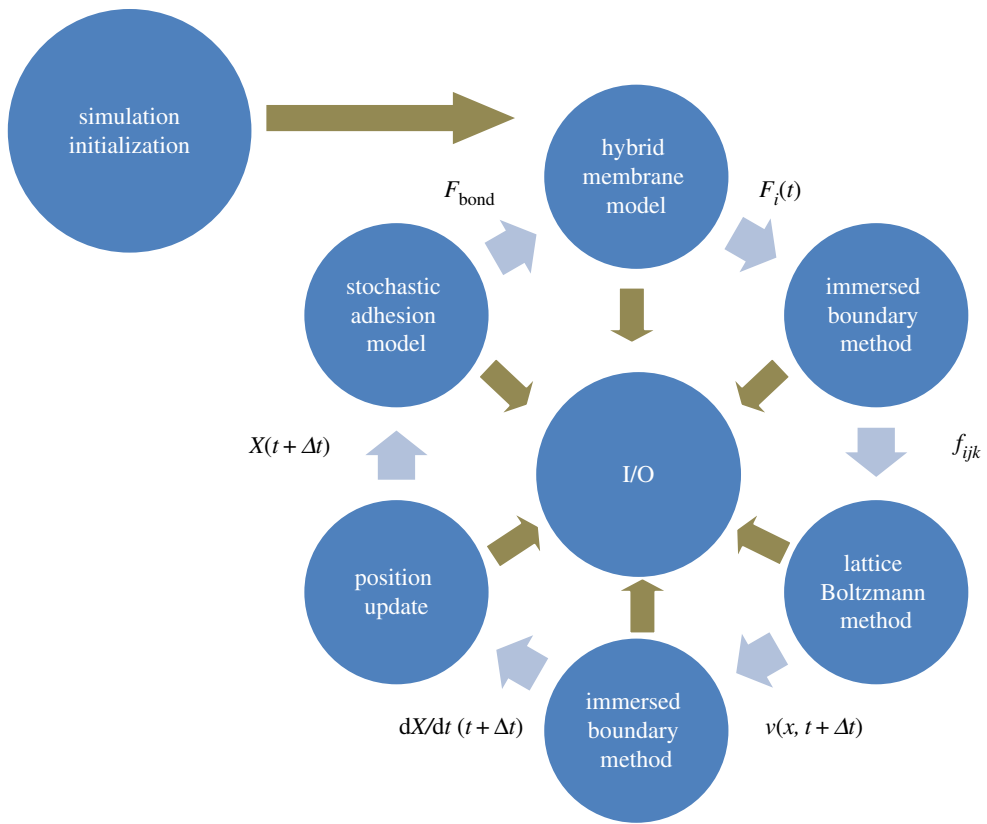 simulation
initialization
hybrid
membrane
model
F_bond
F_i(t)
stochastic
adhesion
model
immersed
boundary
method
X(t + Δt)
f_ijk
I/O
position
update
lattice
Boltzmann
method
immersed
boundary
method
dX/dt (t + Δt)
v(x, t + Δt)